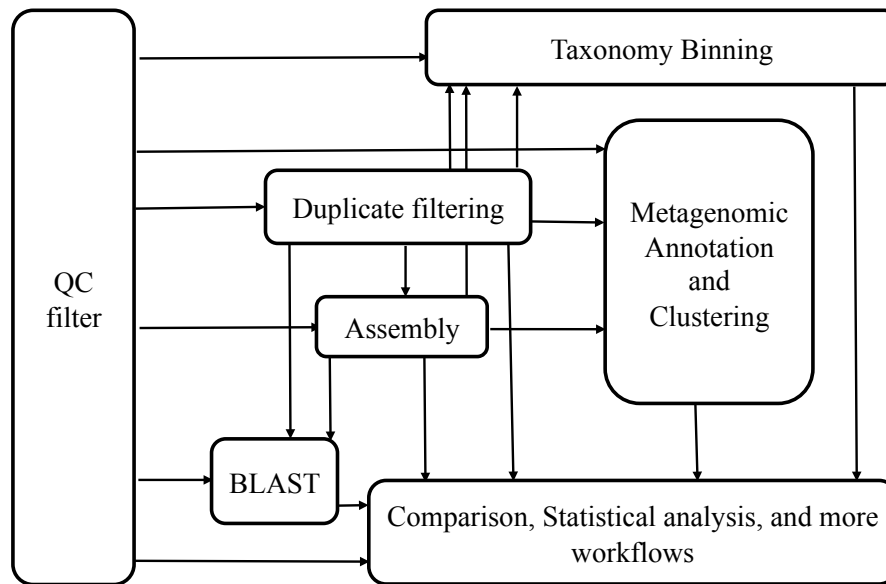 Taxonomy Binning
QC
filter
Duplicate filtering
Metagenomic
Annotation
and
Clustering
Assembly
BLAST
Comparison, Statistical analysis, and more
workflows